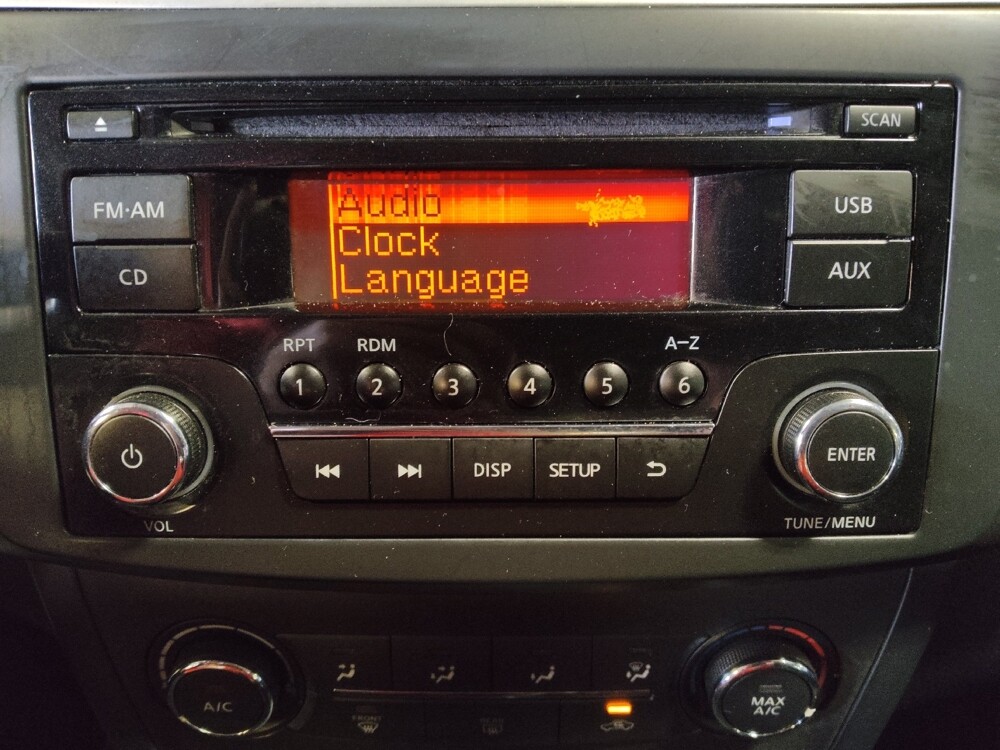 SCAN
FM·AM
USB
CD
AUX
Audio
Clock
Language
RPT RDM A-Z
1 2 3 4 5 6
DISP SETUP
ENTER
VOL
TUNE/MENU
A/C
FRONT
MAX
A/C